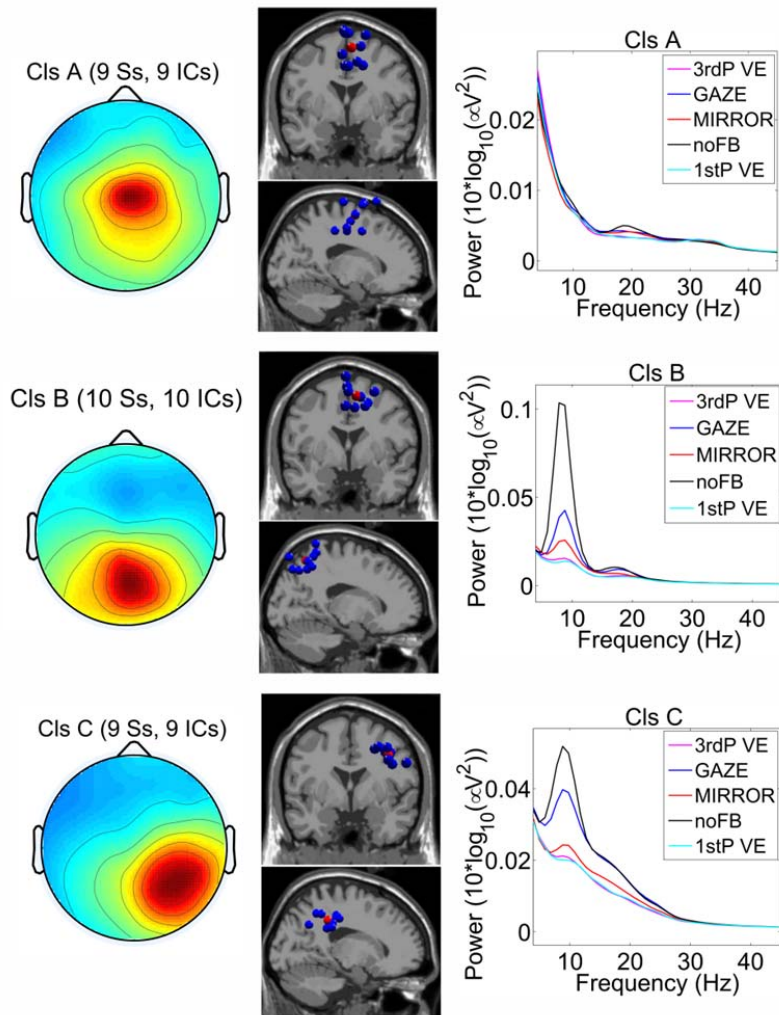 Cls A (9 Ss, 9 ICs)
Cls A
Power (10*log10(∝V2))
0.02
0.01
0
3rdP VE
GAZE
MIRROR
noFB
1stP VE
10 20 30 40
Frequency (Hz)
Cls B (10 Ss, 10 ICs)
Cls B
Power (10*log10(∝V2))
0.1
0.05
0
3rdP VE
GAZE
MIRROR
noFB
1stP VE
10 20 30 40
Frequency (Hz)
Cls C (9 Ss, 9 ICs)
Cls C
Power (10*log10(∝V2))
0.04
0.02
0
3rdP VE
GAZE
MIRROR
noFB
1stP VE
10 20 30 40
Frequency (Hz)